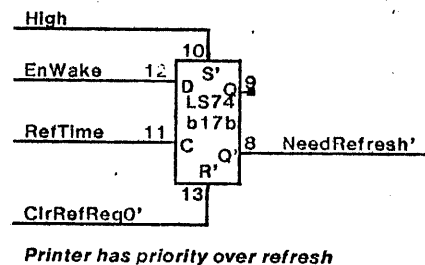 High
10
EnWake 12 S' 9
D Q
LS74
RefTime 11 b17b
C 8 NeedRefresh'
Q'
R'
13
ClrRefReq0'
Printer has priority over refresh